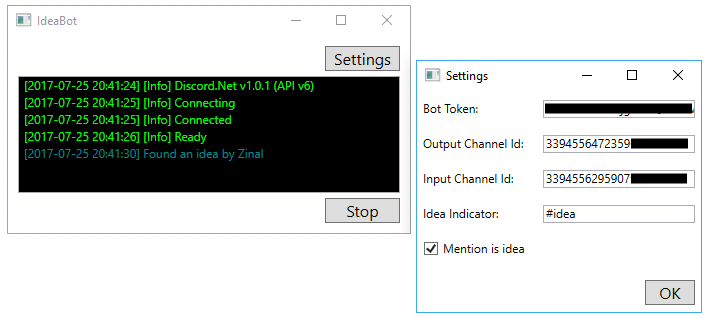 IdeaBot
Settings
[2017-07-25 20:41:24] [Info] Discord.Net v1.0.1 (API v6)
[2017-07-25 20:41:25] [Info] Connecting
[2017-07-25 20:41:25] [Info] Connected
[2017-07-25 20:41:26] [Info] Ready
[2017-07-25 20:41:30] Found an idea by Zinal
Stop
Settings
Bot Token:
Output Channel Id: 3394556472359
Input Channel Id: 3394556295907
Idea Indicator: #idea
Mention is idea
OK